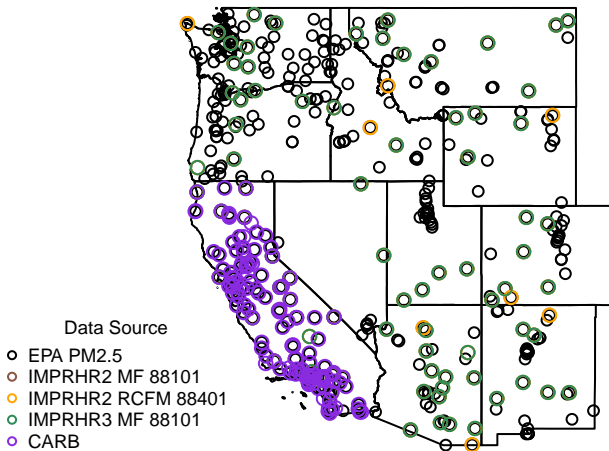 Data Source
EPA PM2.5
IMPRHR2 MF 88101
IMPRHR2 RCFM 88401
IMPRHR3 MF 88101
CARB